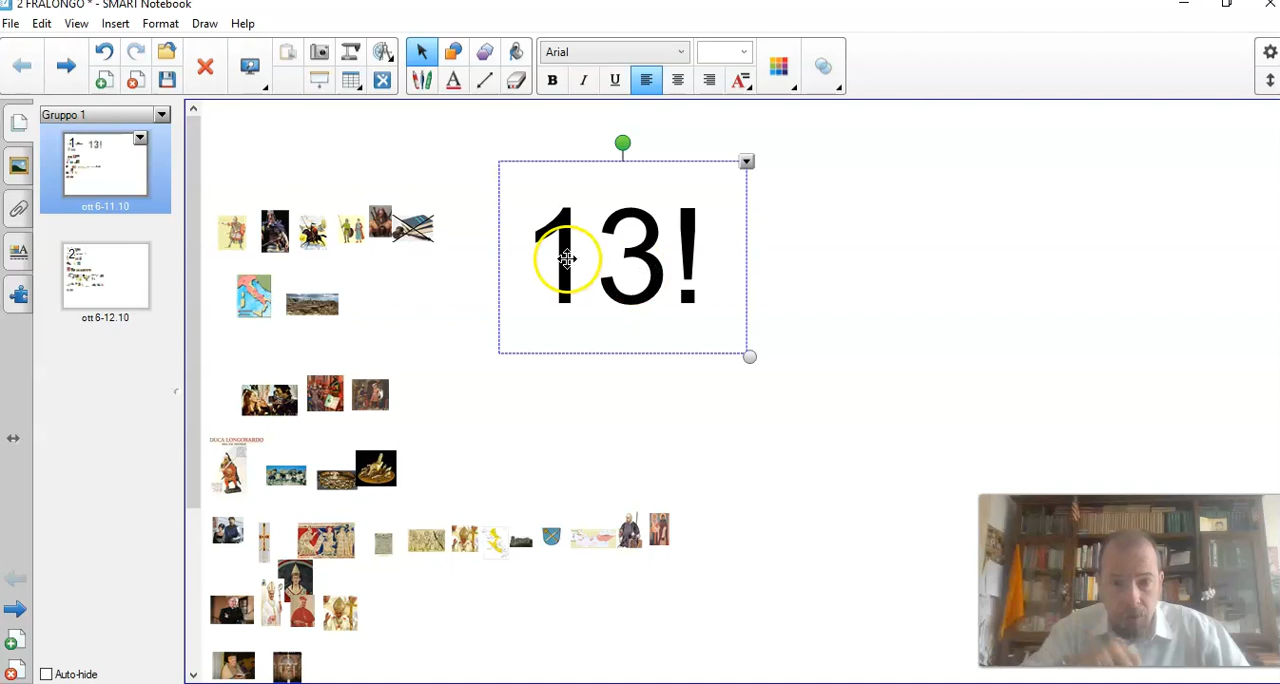 2 FRALONGO * - SMART Notebook
File Edit View Insert Format Draw Help
Arial
B I U A
Gruppo 1
1 13!
ott 6-11.10
2
ott 6-12.10
13!
DUCA LONGOBARDO
Auto-hide